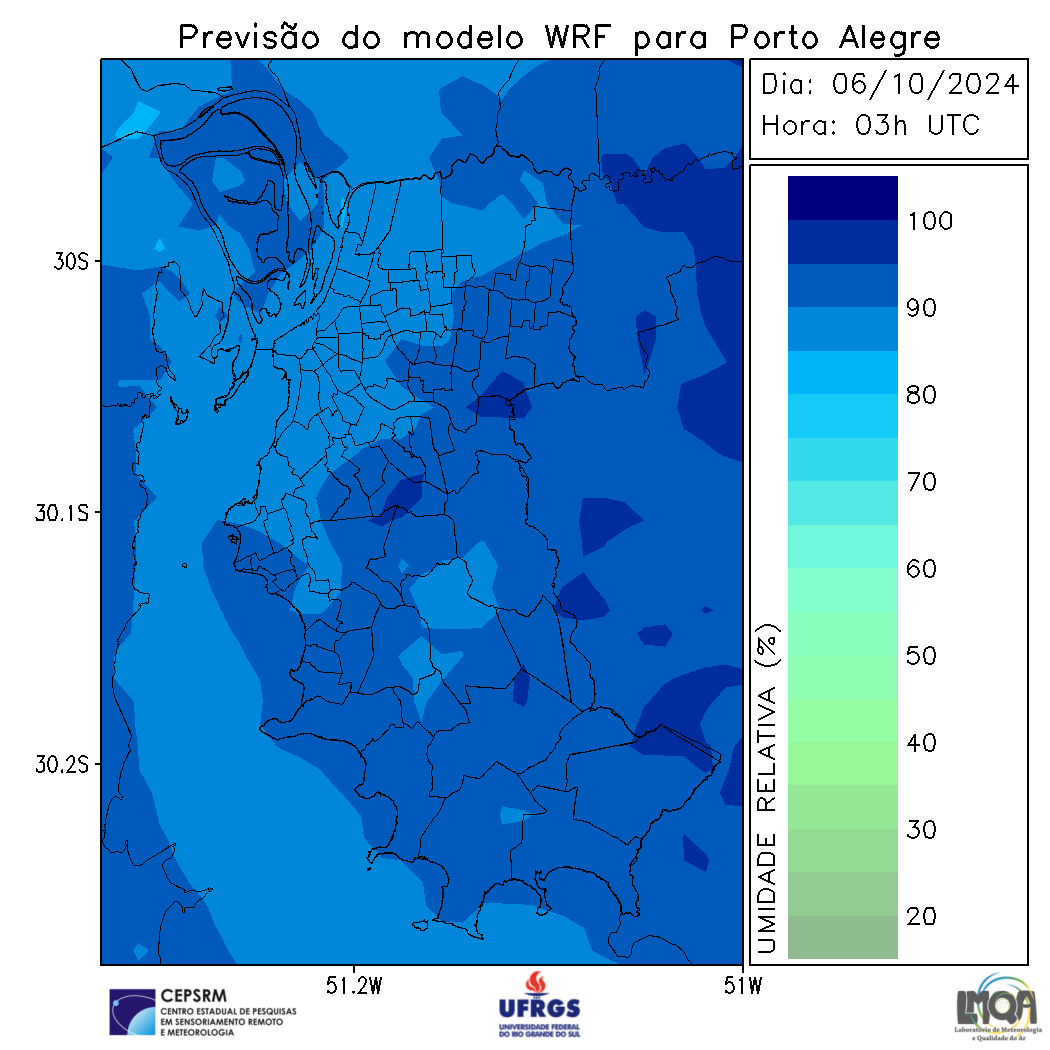 Previsão do modelo WRF para Porto Alegre
Dia: 06/10/2024
Hora: 03h UTC
100
90
80
70
60
50
40
30
20
UMIDADE RELATIVA (%)
30S
30.1S
30.2S
51.2W
51W
CEPSRM
CENTRO ESTADUAL DE PESQUISAS
EM SENSORIAMENTO REMOTO
E METEOROLOGIA
UFRGS
UNIVERSIDADE FEDERAL
DO RIO GRANDE DO SUL
LMQA
Laboratório de Meteorologia
e Qualidade do Ar